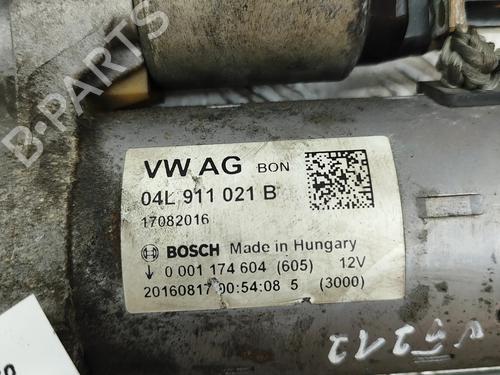 B-PARTS
VW AG BON
04L 911 021 B
17082016
BOSCH Made in Hungary
0 001 174 604 (605) 12V
20160817 00:54:08 5 (3000)